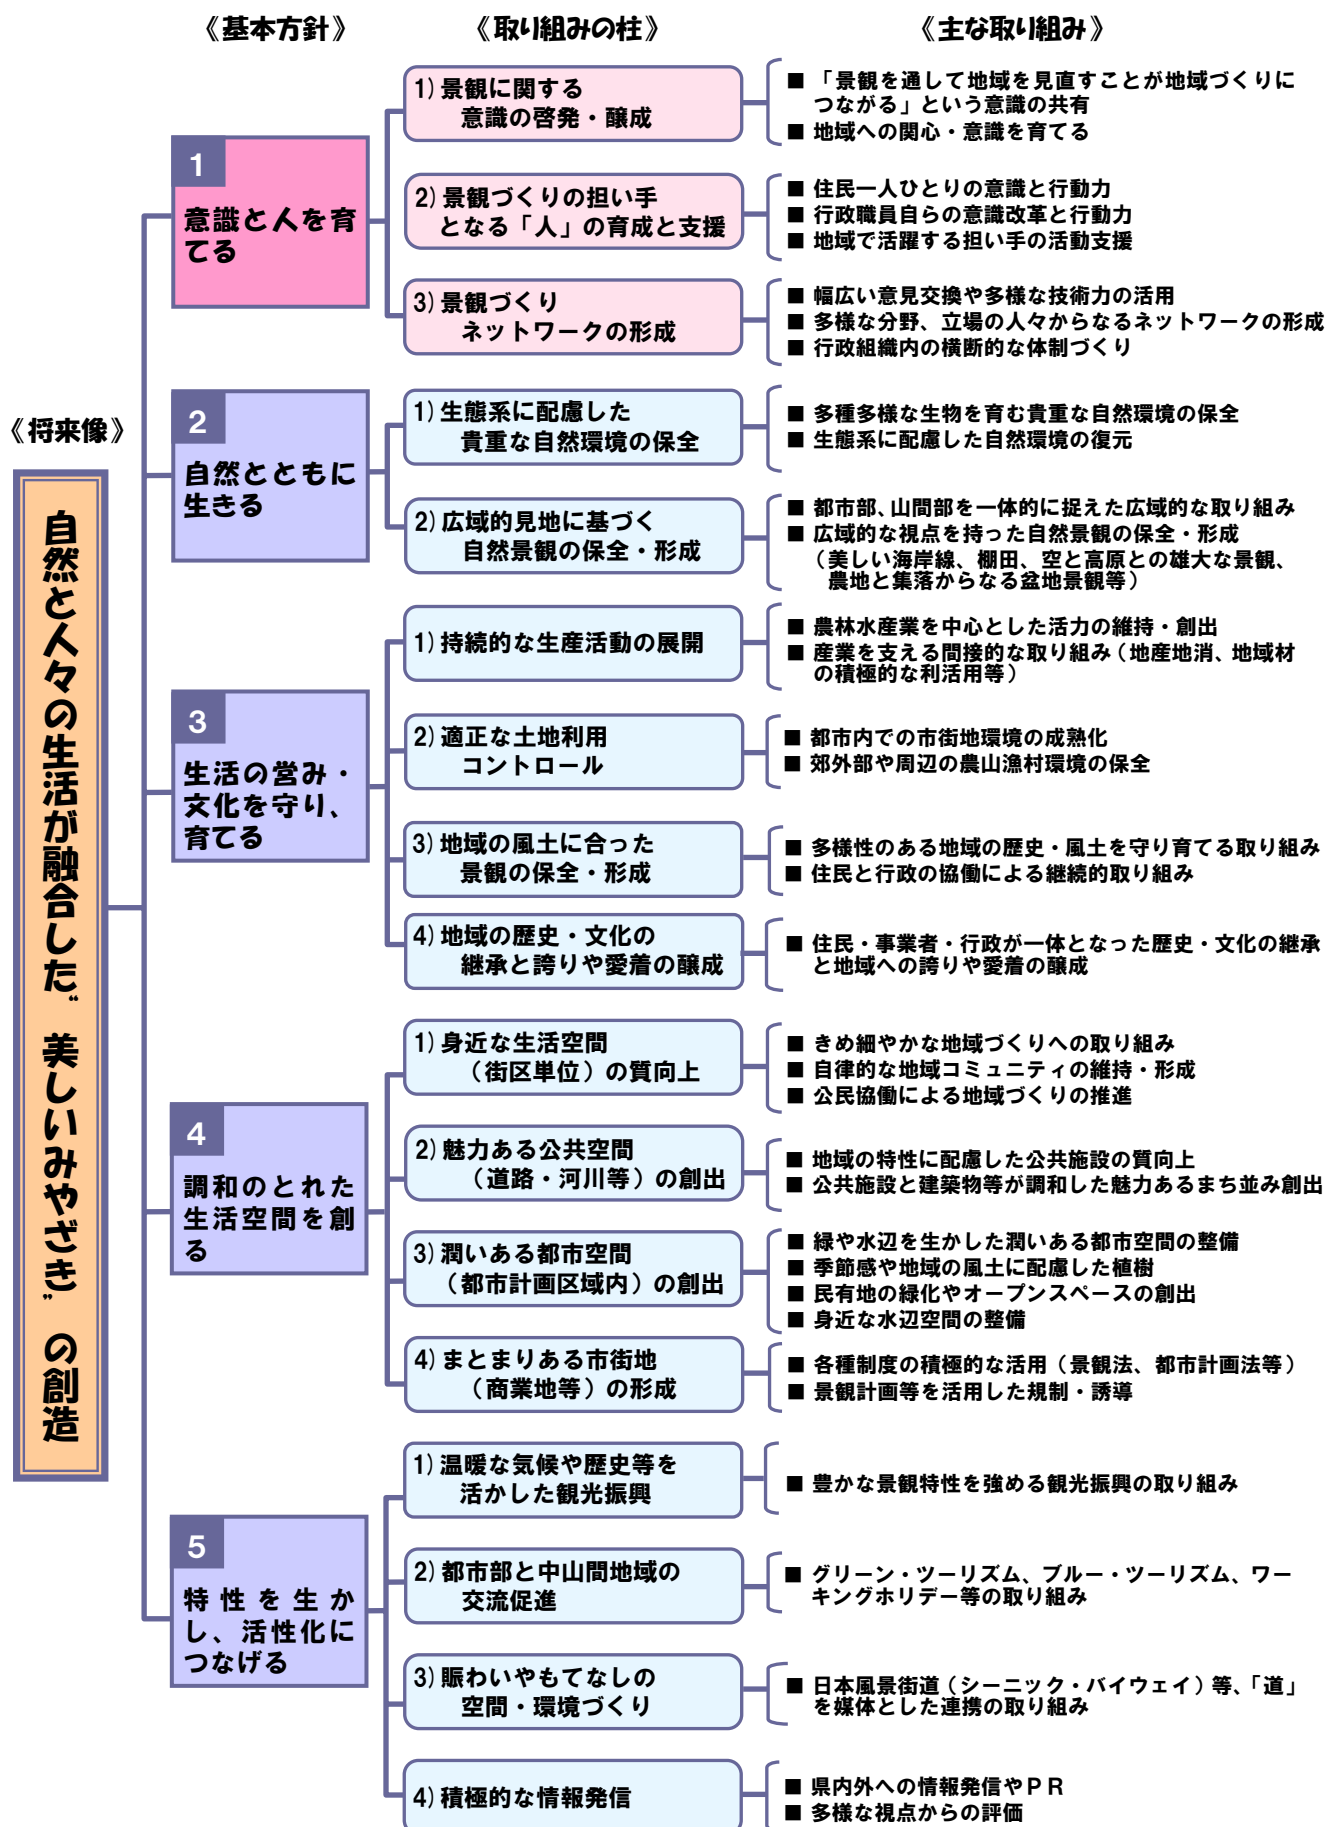 《基本方針》
《取り組みの柱》
《主な取り組み》
《将来像》
自然と人々の生活が融合した“美しいみやざき”の創造
1
意識と人を育
てる
1)景観に関する
意識の啓発・醸成
■ 「景観を通して地域を見直すことが地域づくりに
つながる」という意識の共有
■ 地域への関心・意識を育てる
2)景観づくりの担い手
となる「人」の育成と支援
■ 住民一人ひとりの意識と行動力
■ 行政職員自らの意識改革と行動力
■ 地域で活躍する担い手の活動支援
3)景観づくり
ネットワークの形成
■ 幅広い意見交換や多様な技術力の活用
■ 多様な分野、立場の人々からなるネットワークの形成
■ 行政組織内の横断的な体制づくり
2
自然とともに
生きる
1)生態系に配慮した
貴重な自然環境の保全
■ 多種多様な生物を育む貴重な自然環境の保全
■ 生態系に配慮した自然環境の復元
2)広域的見地に基づく
自然景観の保全・形成
■ 都市部、山間部を一体的に捉えた広域的な取り組み
■ 広域的な視点を持った自然景観の保全・形成
（美しい海岸線、棚田、空と高原との雄大な景観、
農地と集落からなる盆地景観等）
3
生活の営み・
文化を守り、
育てる
1)持続的な生産活動の展開
■ 農林水産業を中心とした活力の維持・創出
■ 産業を支える間接的な取り組み（地産地消、地域材
の積極的な利活用等）
2)適正な土地利用
コントロール
■ 都市内での市街地環境の成熟化
■ 郊外部や周辺の農山漁村環境の保全
3)地域の風土に合った
景観の保全・形成
■ 多様性のある地域の歴史・風土を守り育てる取り組み
■ 住民と行政の協働による継続的取り組み
4)地域の歴史・文化の
継承と誇りや愛着の醸成
■ 住民・事業者・行政が一体となった歴史・文化の継承
と地域への誇りや愛着の醸成
4
調和のとれた
生活空間を創
る
1)身近な生活空間
（街区単位）の質向上
■ きめ細やかな地域づくりへの取り組み
■ 自律的な地域コミュニティの維持・形成
■ 公民協働による地域づくりの推進
2)魅力ある公共空間
（道路・河川等）の創出
■ 地域の特性に配慮した公共施設の質向上
■ 公共施設と建築物等が調和した魅力あるまち並み創出
3)潤いある都市空間
（都市計画区域内）の創出
■ 緑や水辺を生かした潤いある都市空間の整備
■ 季節感や地域の風土に配慮した植樹
■ 民有地の緑化やオープンスペースの創出
■ 身近な水辺空間の整備
4)まとまりある市街地
（商業地等）の形成
■ 各種制度の積極的な活用（景観法、都市計画法等）
■ 景観計画等を活用した規制・誘導
5
特性を生か
し、活性化に
つなげる
1)温暖な気候や歴史等を
活かした観光振興
■ 豊かな景観特性を強める観光振興の取り組み
2)都市部と中山間地域の
交流促進
■ グリーン・ツーリズム、ブルー・ツーリズム、ワー
キングホリデー等の取り組み
3)賑わいやもてなしの
空間・環境づくり
■ 日本風景街道（シーニック・バイウェイ）等、「道」
を媒体とした連携の取り組み
4)積極的な情報発信
■ 県内外への情報発信やＰＲ
■ 多様な視点からの評価